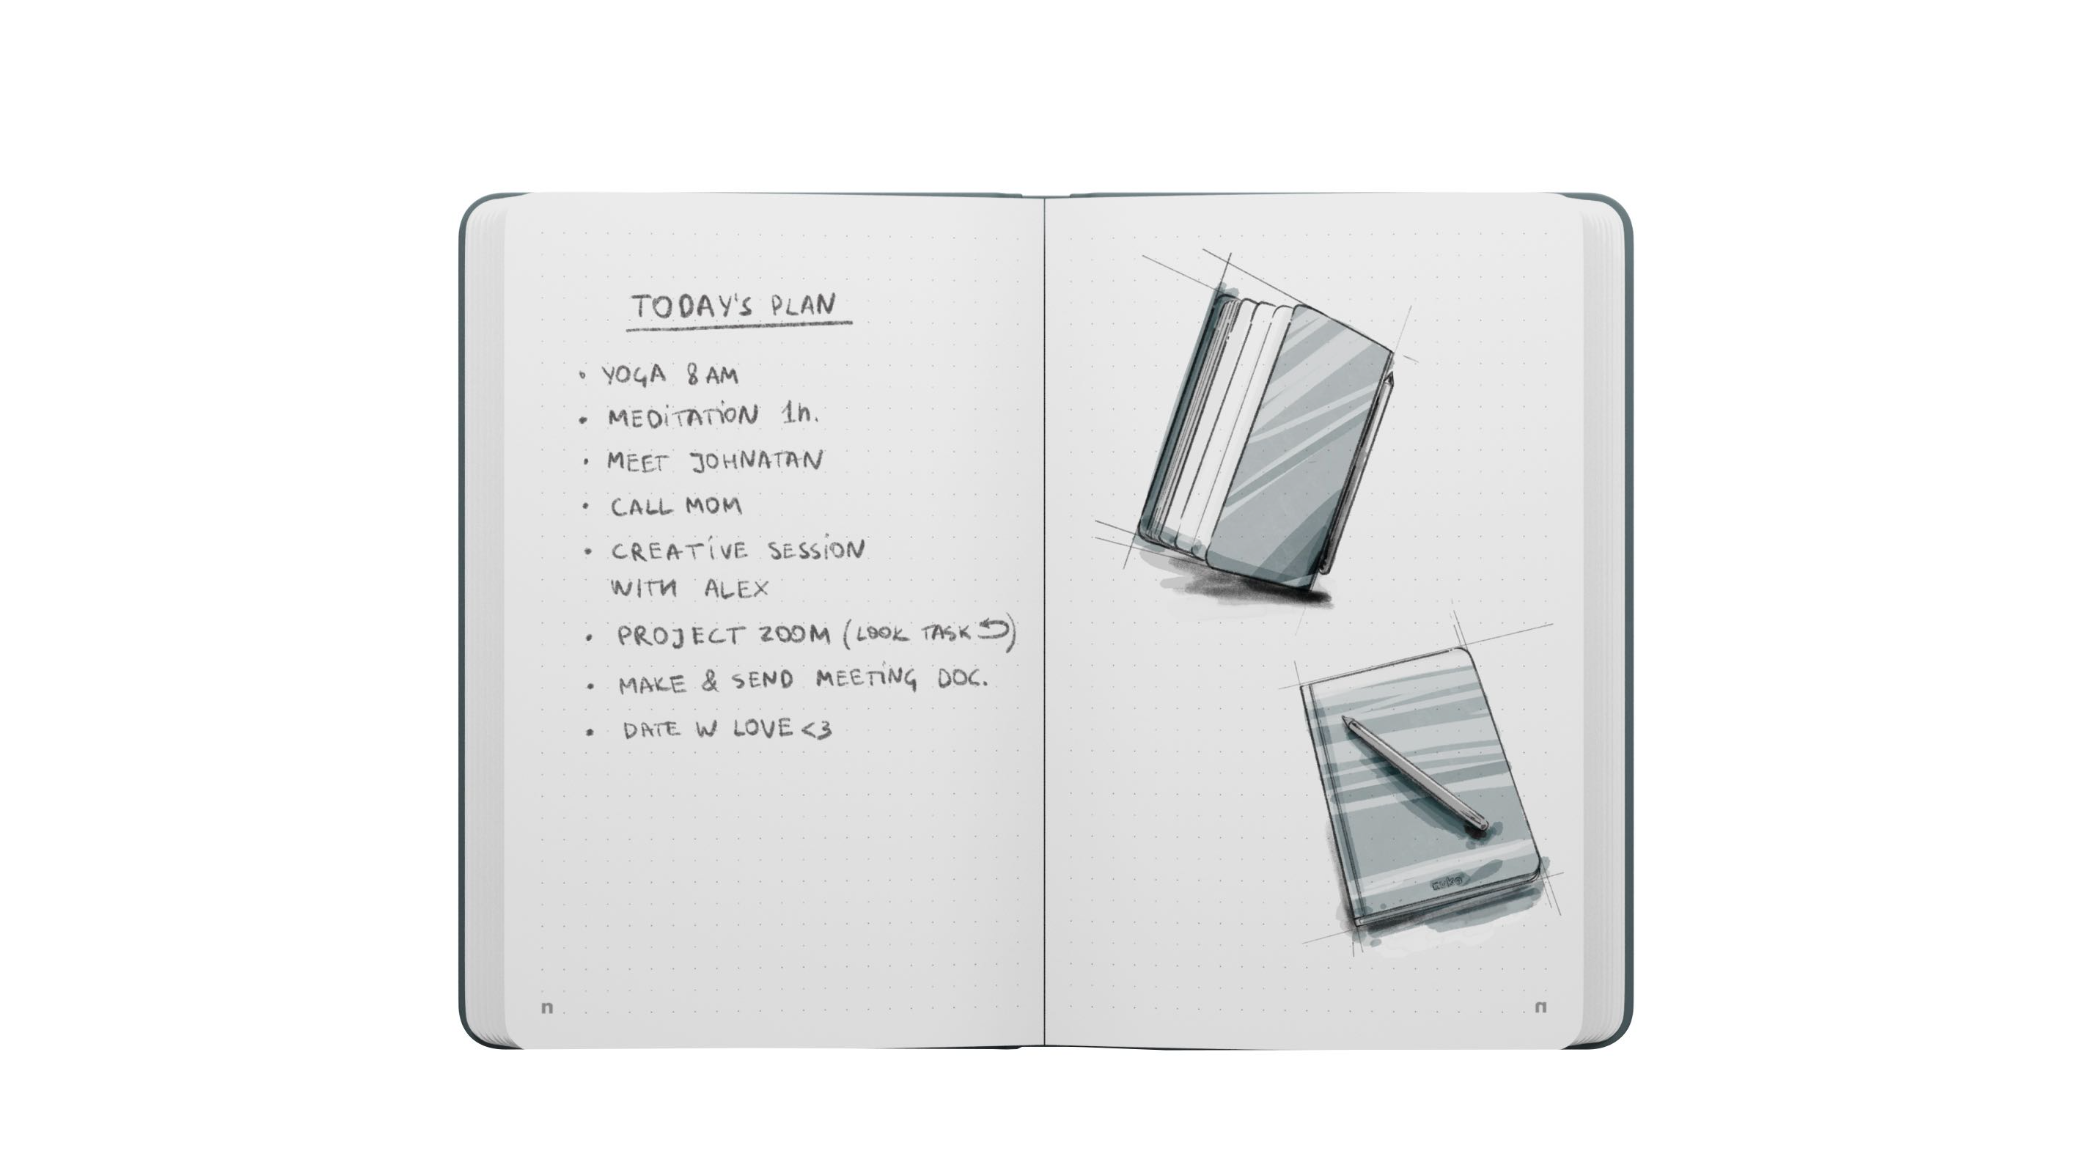 TODAY'S PLAN
• YOGA 8 AM
• MEDiTATiON 1h.
• MEET JOHNATAN
• CALL MOM
• CREATiVE SESSiON
WITH ALEX
• PROJECT ZOOM (LOOK TASK ⮌)
• MAKE & SEND MEETiNG DOC.
• DATE W LOVE <3
n
n